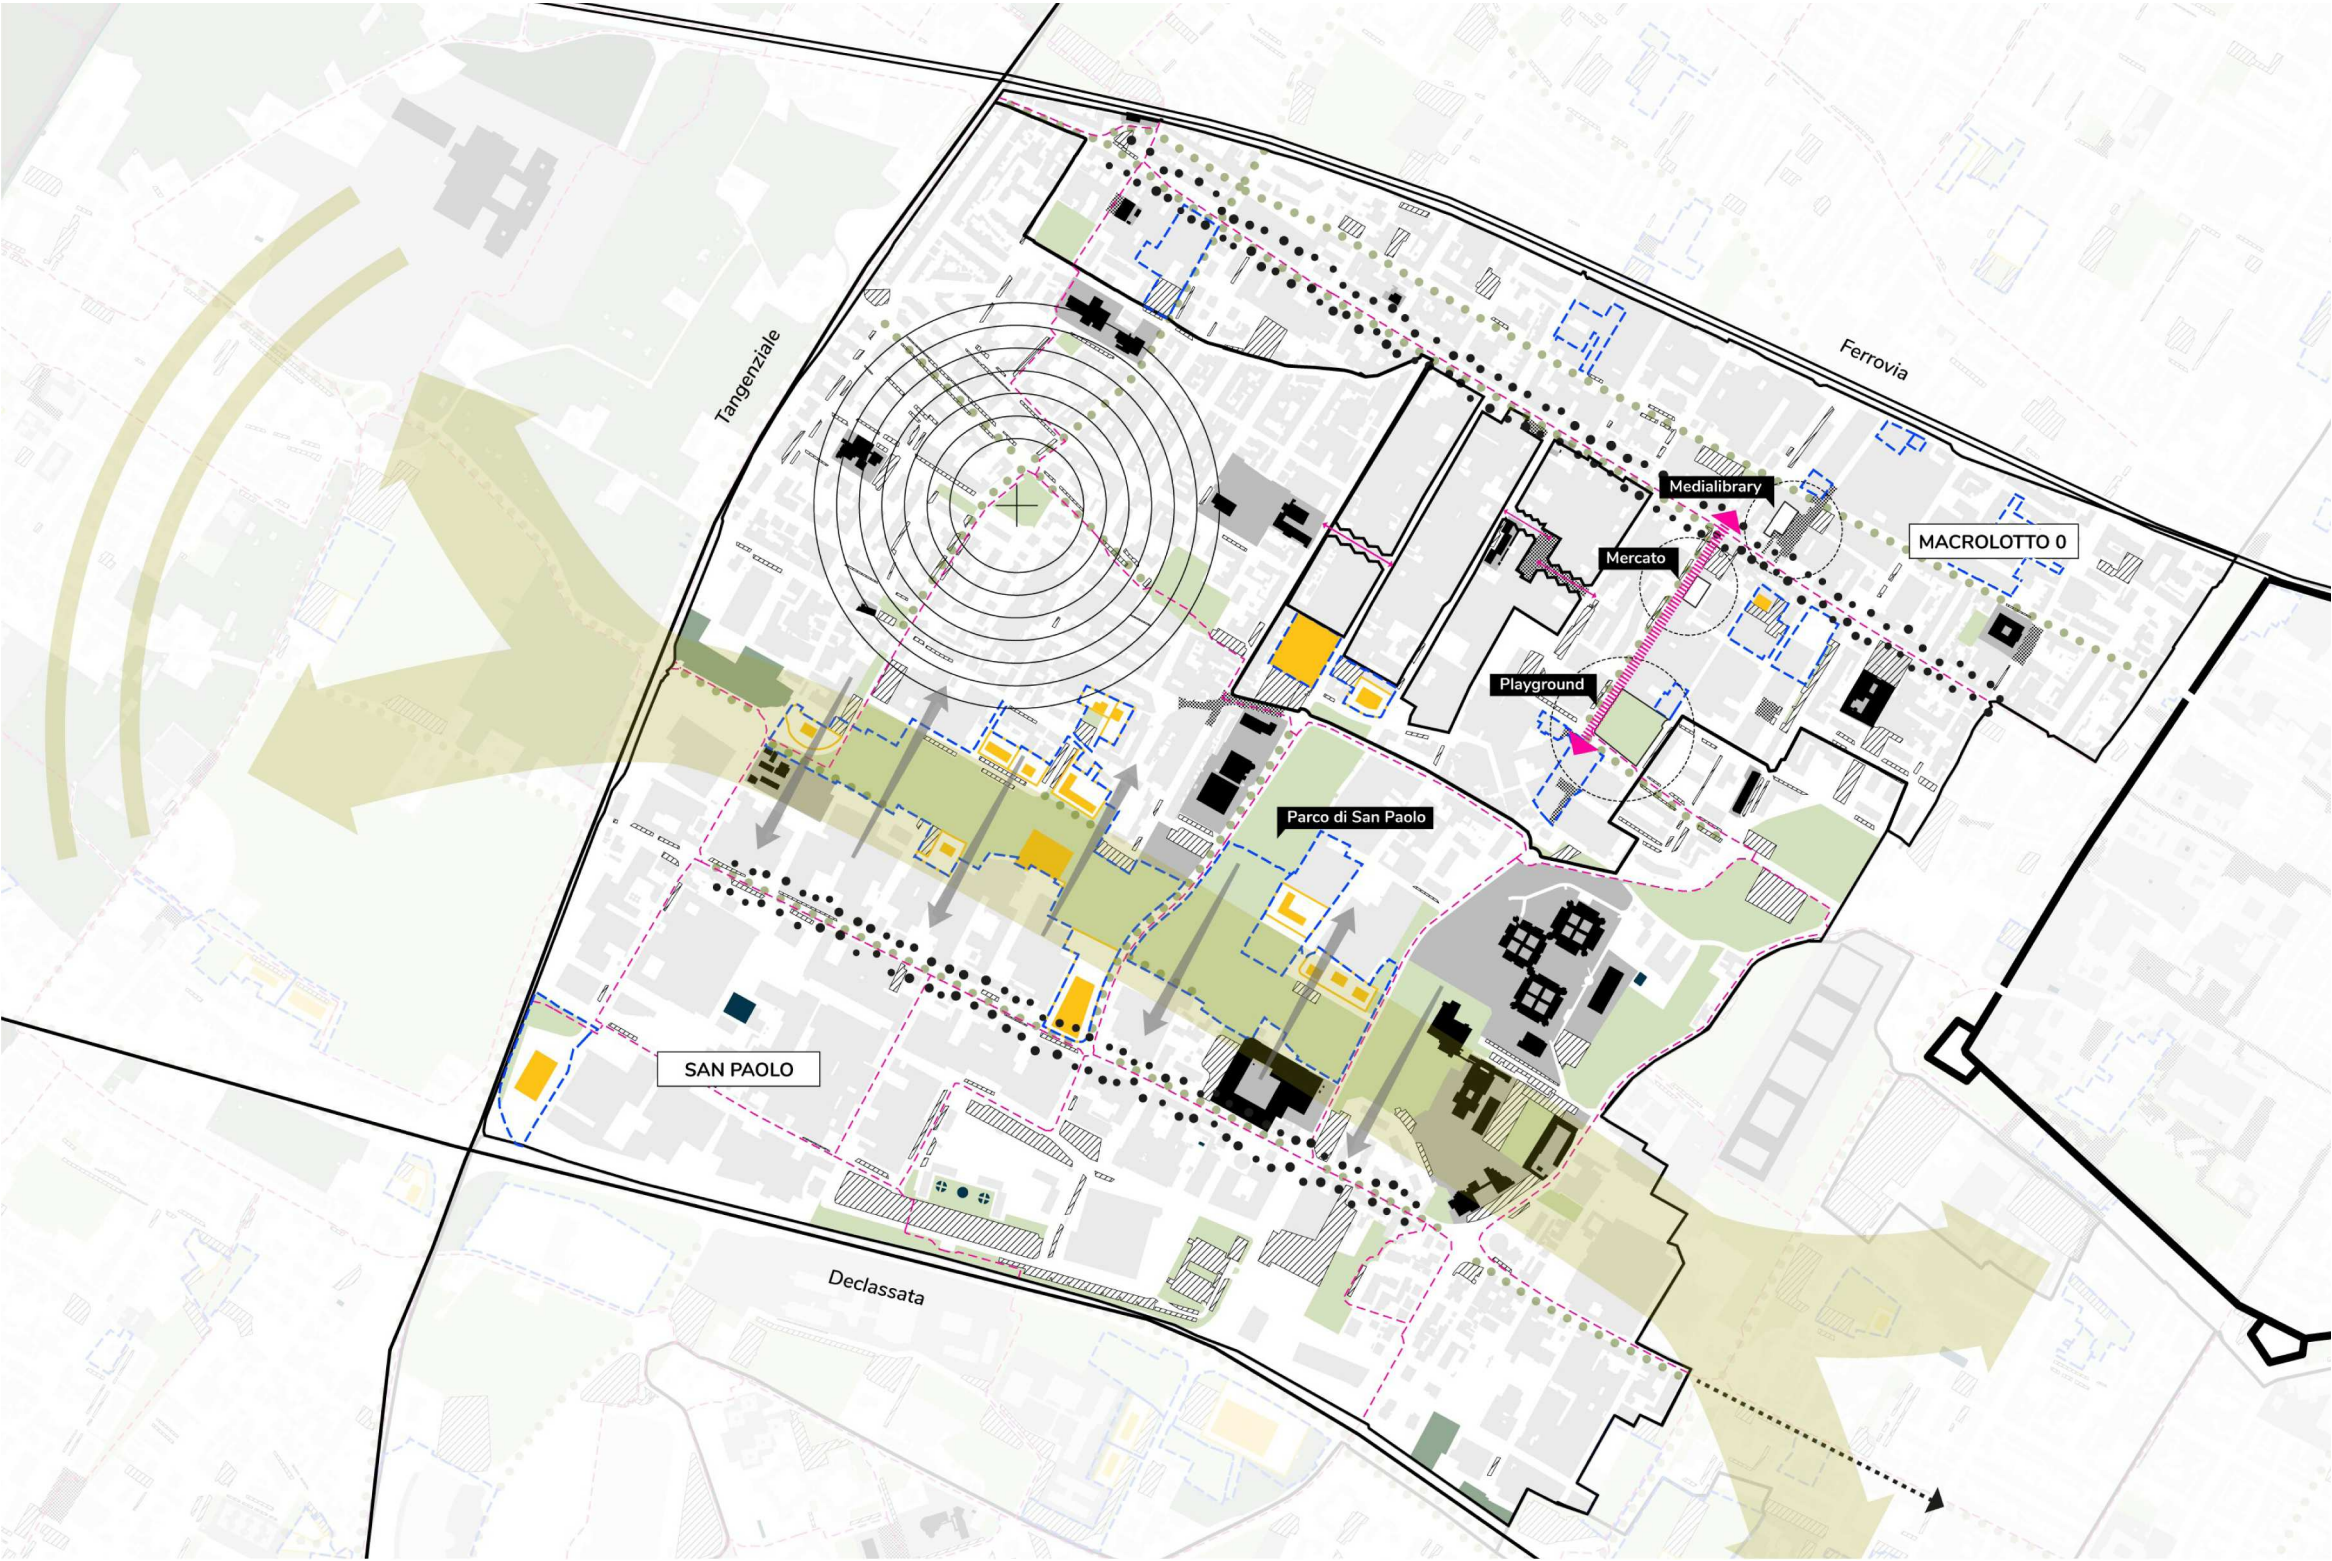 Tangenziale
Ferrovia
Medialibrary
MACROLOTTO 0
Mercato
Playground
Parco di San Paolo
SAN PAOLO
Declassata